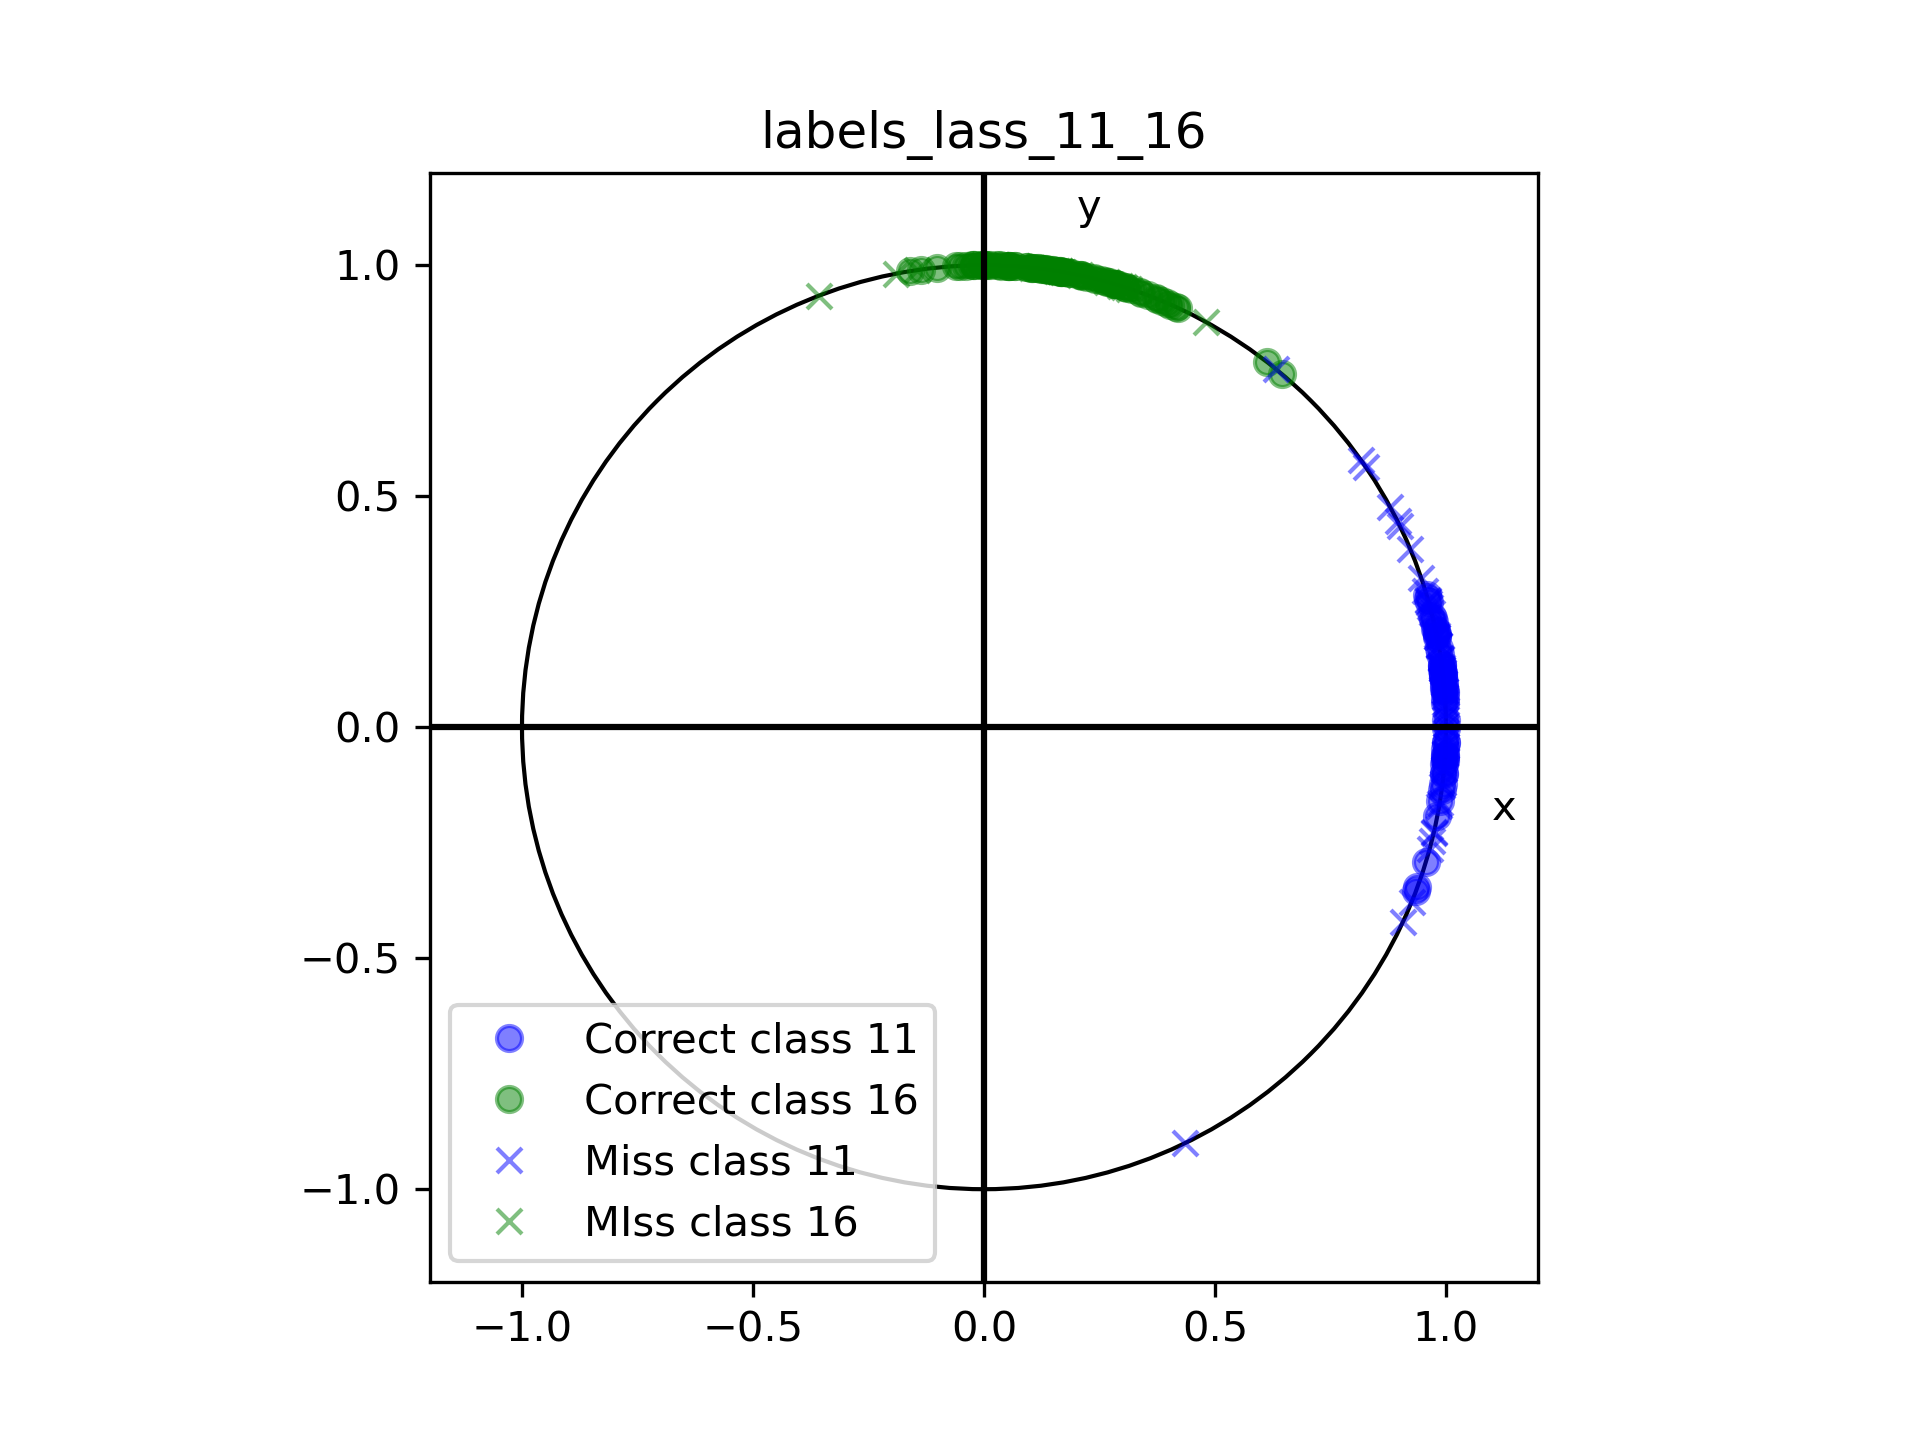 labels_lass_11_16
y
1.0
0.5
0.0
x
−0.5
−1.0
Correct class 11
Correct class 16
Miss class 11
MIss class 16
−1.0
−0.5
0.0
0.5
1.0